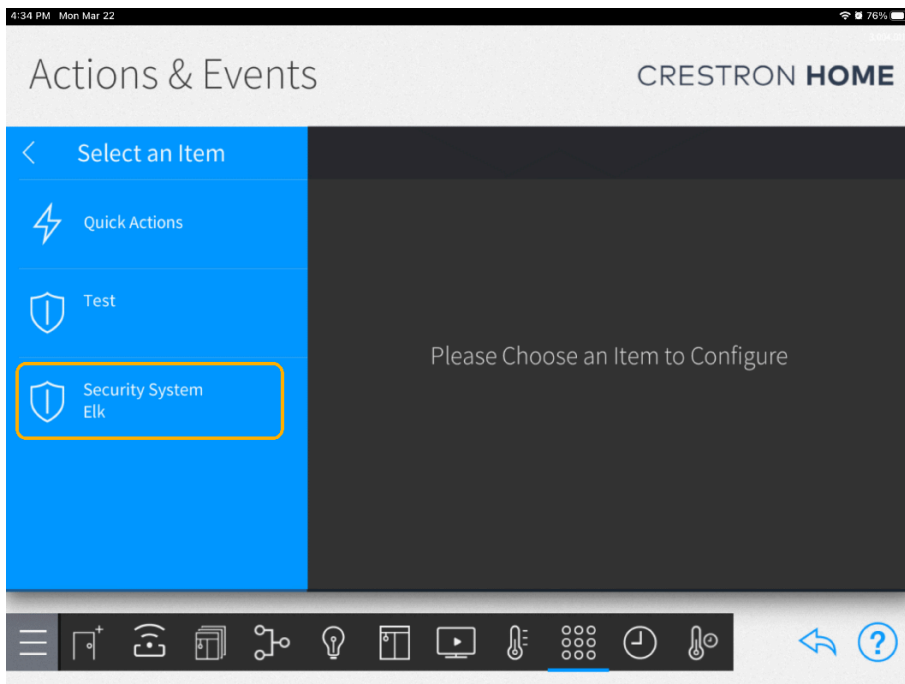 4:34 PM Mon Mar 22
76%
Actions & Events
CRESTRON HOME
Select an Item
Quick Actions
Test
Security System
Elk
Please Choose an Item to Configure
?